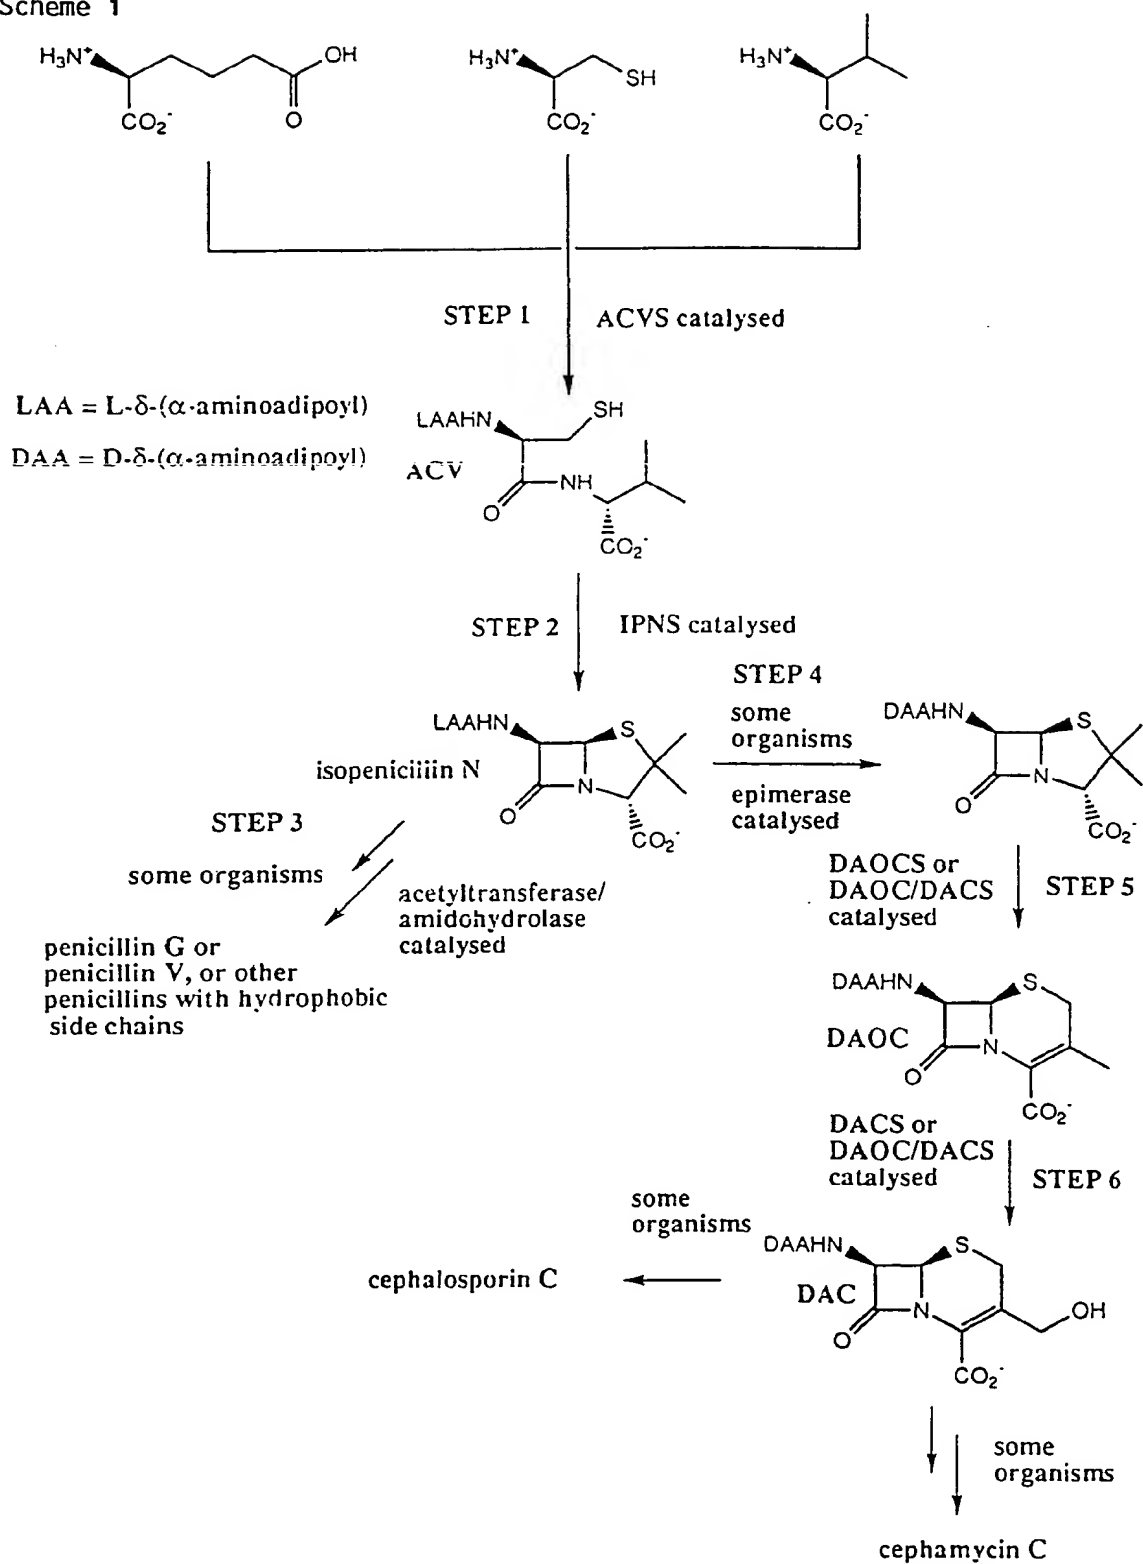 Scheme 1
H₃N⁺ OH
CO₂⁻ O
H₃N⁺ SH
CO₂⁻
H₃N⁺
CO₂⁻
STEP 1 ACVS catalysed
LAA = L-δ-(α-aminoadipoyl)
DAA = D-δ-(α-aminoadipoyl)
LAAHN SH
ACV
NH
O
CO₂⁻
STEP 2 IPNS catalysed
STEP 4
some
organisms
epimerase
catalysed
LAAHN S
isopenicillin N
N
O
CO₂⁻
DAAHN S
N
O
CO₂⁻
STEP 3
some organisms
acetyltransferase/
amidohydrolase
catalysed
penicillin G or
penicillin V, or other
penicillins with hydrophobic
side chains
DAOCS or
DAOC/DACS
catalysed
STEP 5
DAAHN S
DAOC
N
O
CO₂⁻
DACS or
DAOC/DACS
catalysed
STEP 6
some
organisms
cephalosporin C
DAAHN S
DAC
N
OH
O
CO₂⁻
some
organisms
cephamycin C